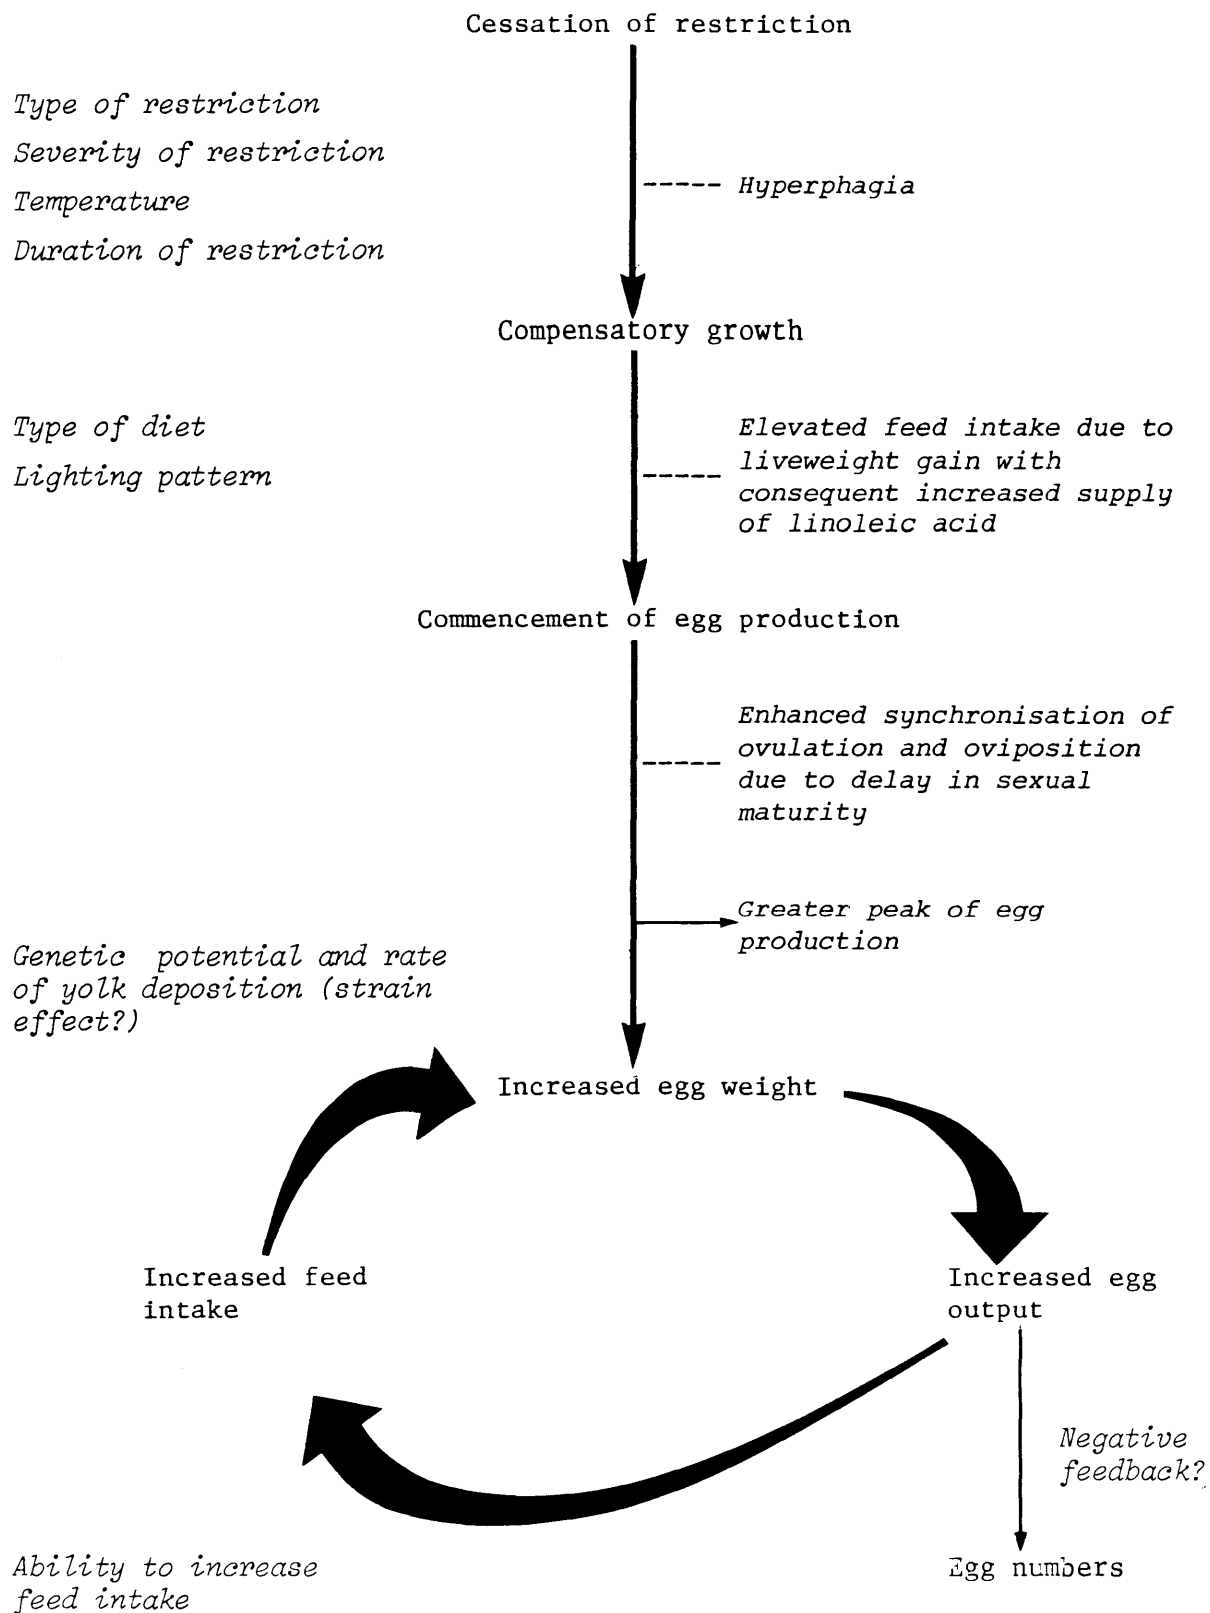 Cessation of restriction
Type of restriction
Severity of restriction
Temperature
Duration of restriction
Hyperphagia
Compensatory growth
Type of diet
Lighting pattern
Elevated feed intake due to
liveweight gain with
consequent increased supply
of linoleic acid
Commencement of egg production
Enhanced synchronisation of
ovulation and oviposition
due to delay in sexual
maturity
Greater peak of egg
production
Genetic potential and rate
of yolk deposition (strain
effect?)
Increased egg weight
Increased feed
intake
Increased egg
output
Negative
feedback?
Ability to increase
feed intake
Egg numbers